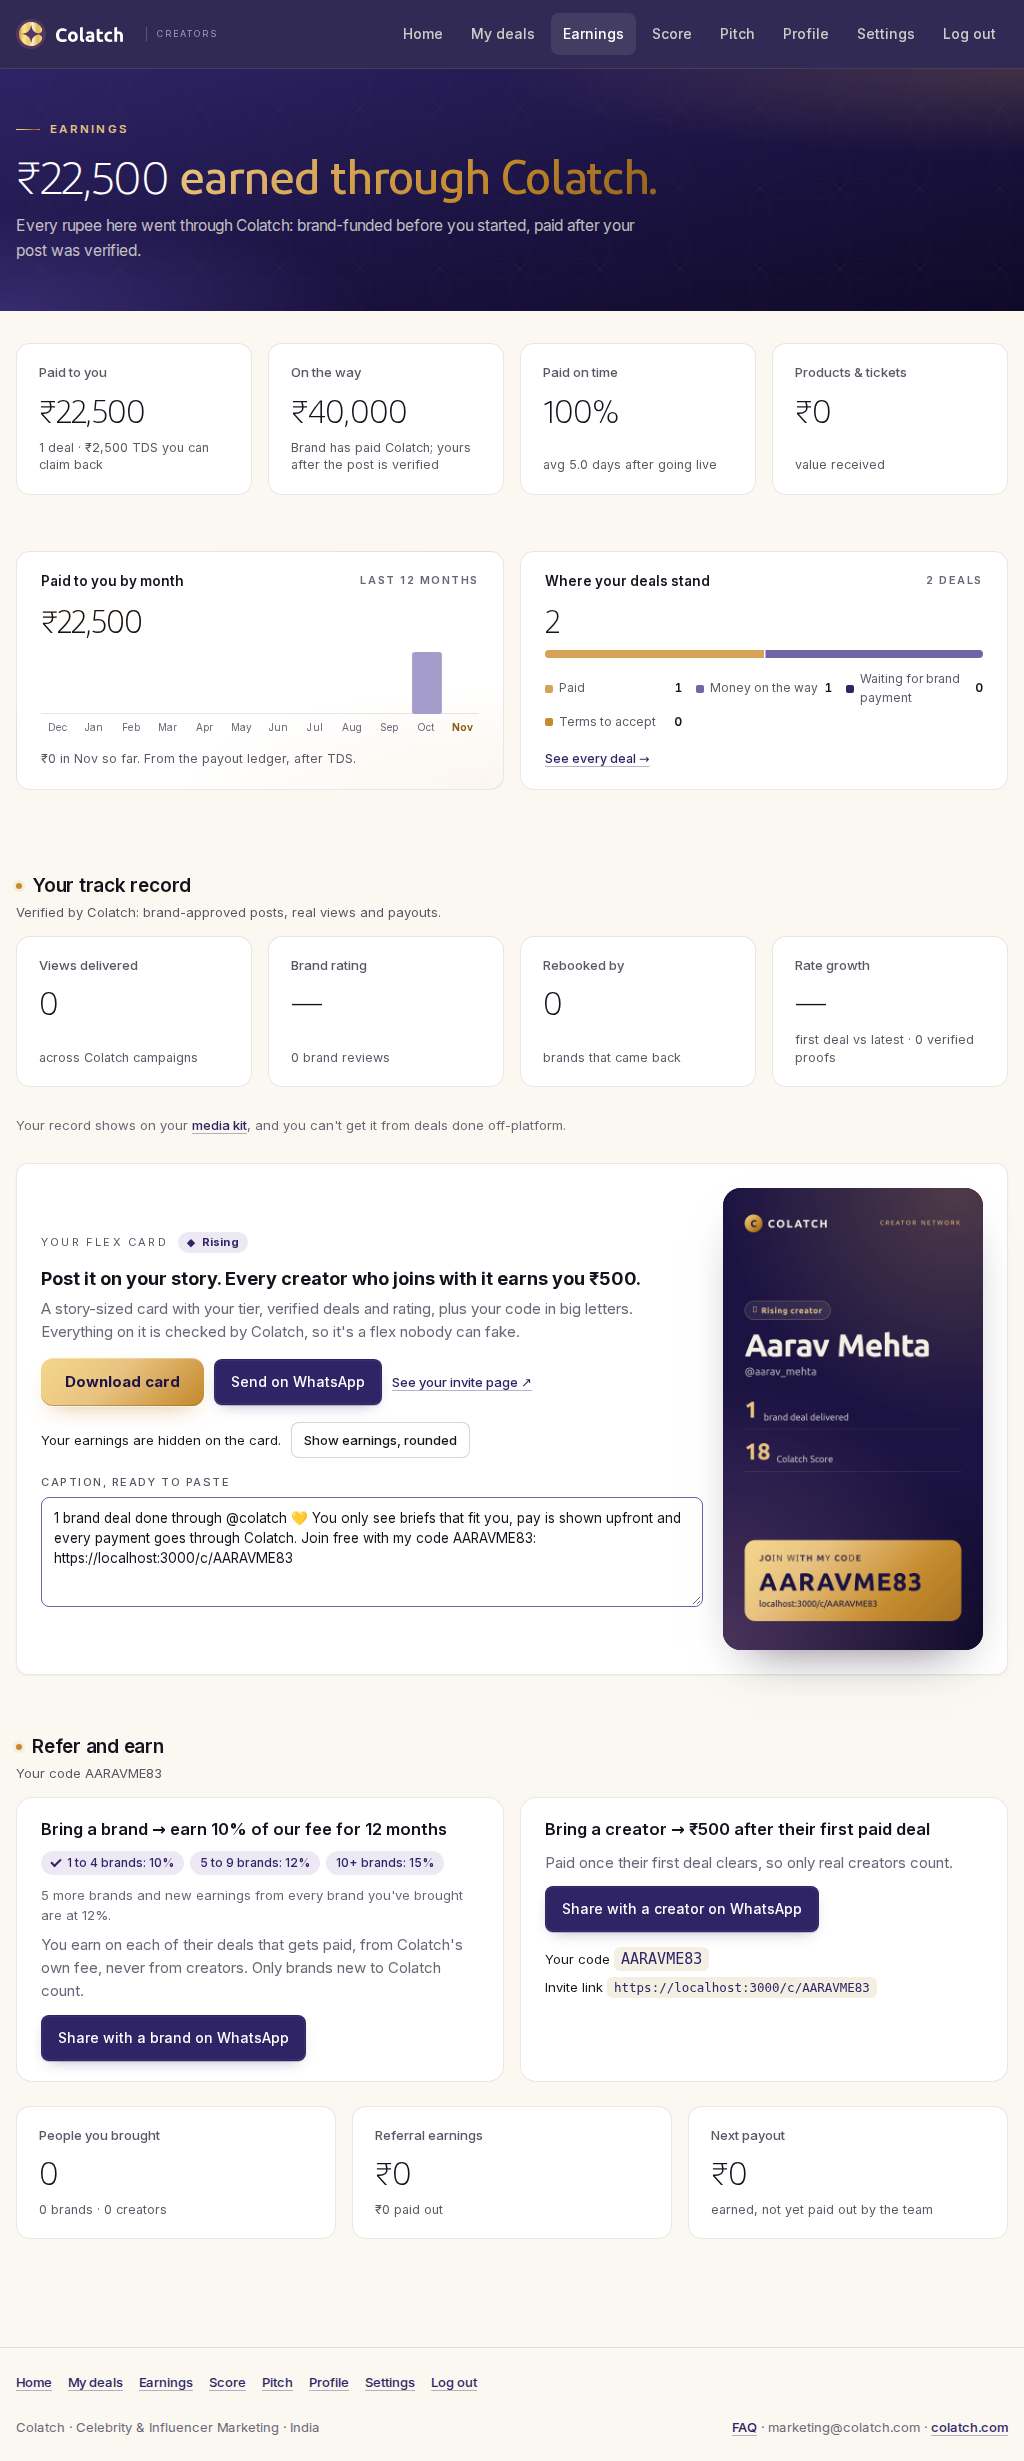 Colatch
CREATORS
Home
My deals
Earnings
Score
Pitch
Profile
Settings
Log out
EARNINGS
₹22,500 earned through Colatch.
Every rupee here went through Colatch: brand-funded before you started, paid after your
post was verified.
Paid to you
₹22,500
1 deal · ₹2,500 TDS you can
claim back
On the way
₹40,000
Brand has paid Colatch; yours
after the post is verified
Paid on time
100%
avg 5.0 days after going live
Products & tickets
₹0
value received
Paid to you by month
LAST 12 MONTHS
₹22,500
Dec Jan Feb Mar Apr May Jun Jul Aug Sep Oct Nov
₹0 in Nov so far. From the payout ledger, after TDS.
Where your deals stand
2 DEALS
2
Paid 1
Money on the way 1
Waiting for brand
payment 0
Terms to accept 0
See every deal →
Your track record
Verified by Colatch: brand-approved posts, real views and payouts.
Views delivered
0
across Colatch campaigns
Brand rating
—
0 brand reviews
Rebooked by
0
brands that came back
Rate growth
—
first deal vs latest · 0 verified
proofs
Your record shows on your media kit, and you can't get it from deals done off-platform.
YOUR FLEX CARD
◆ Rising
Post it on your story. Every creator who joins with it earns you ₹500.
A story-sized card with your tier, verified deals and rating, plus your code in big letters.
Everything on it is checked by Colatch, so it's a flex nobody can fake.
Download card
Send on WhatsApp
See your invite page ↗
Your earnings are hidden on the card.
Show earnings, rounded
CAPTION, READY TO PASTE
1 brand deal done through @colatch 💛 You only see briefs that fit you, pay is shown upfront and
every payment goes through Colatch. Join free with my code AARAVME83:
https://localhost:3000/c/AARAVME83
C COLATCH
CREATOR NETWORK
Rising creator
Aarav Mehta
@aarav_mehta
1 brand deal delivered
18 Colatch Score
JOIN WITH MY CODE
AARAVME83
localhost:3000/c/AARAVME83
Refer and earn
Your code AARAVME83
Bring a brand → earn 10% of our fee for 12 months
✓ 1 to 4 brands: 10%
5 to 9 brands: 12%
10+ brands: 15%
5 more brands and new earnings from every brand you've brought
are at 12%.
You earn on each of their deals that gets paid, from Colatch's
own fee, never from creators. Only brands new to Colatch
count.
Share with a brand on WhatsApp
Bring a creator → ₹500 after their first paid deal
Paid once their first deal clears, so only real creators count.
Share with a creator on WhatsApp
Your code AARAVME83
Invite link https://localhost:3000/c/AARAVME83
People you brought
0
0 brands · 0 creators
Referral earnings
₹0
₹0 paid out
Next payout
₹0
earned, not yet paid out by the team
Home My deals Earnings Score Pitch Profile Settings Log out
Colatch · Celebrity & Influencer Marketing · India
FAQ · marketing@colatch.com · colatch.com